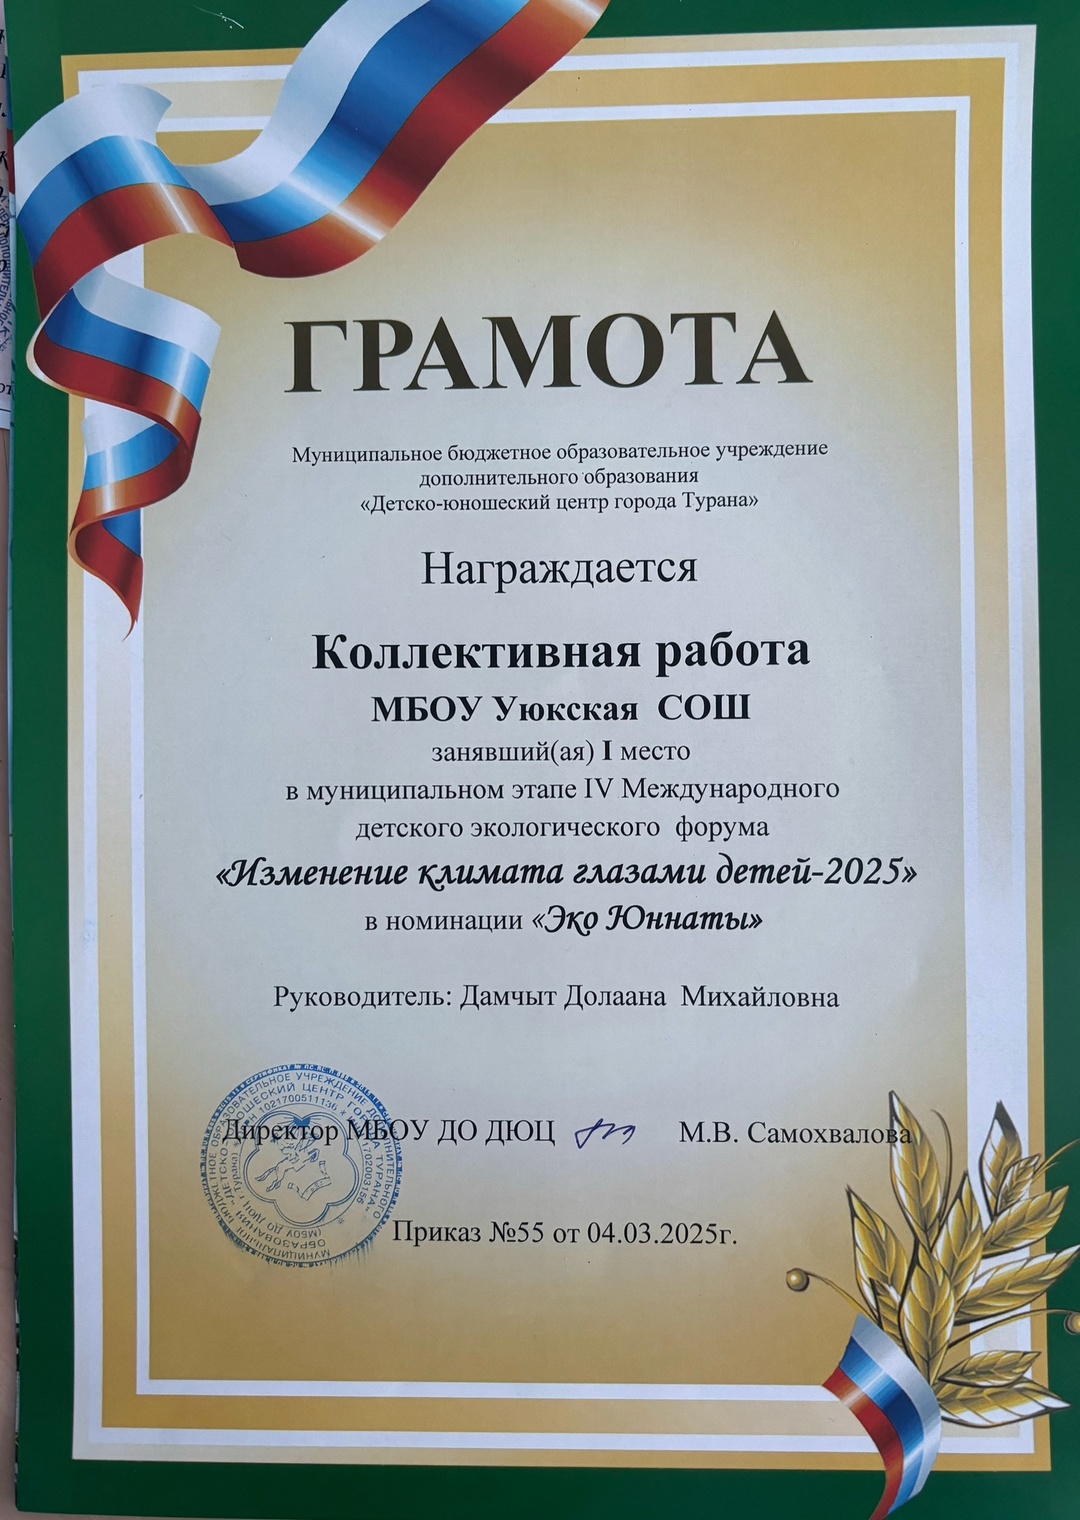 ГРАМОТА
Муниципальное бюджетное образовательное учреждение
дополнительного образования
«Детско-юношеский центр города Турана»
Награждается
Коллективная работа
МБОУ Уюкская СОШ
занявший(ая) I место
в муниципальном этапе IV Международного
детского экологического форума
«Изменение климата глазами детей-2025»
в номинации «Эко Юннаты»
Руководитель: Дамчыт Долаана Михайловна
Директор МБОУ ДО ДЮЦ М.В. Самохвалова
Приказ №55 от 04.03.2025г.